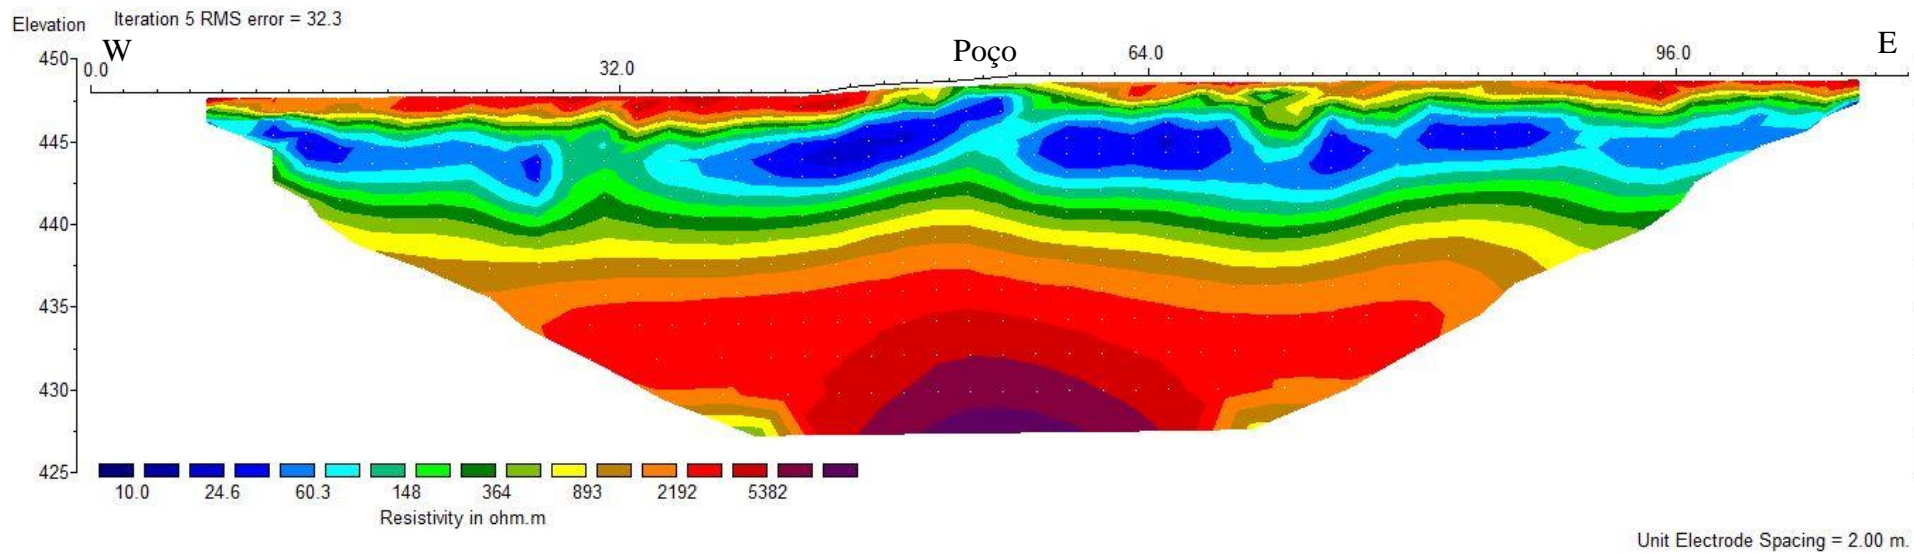 Elevation Iteration 5 RMS error = 32.3
W Poço E
450 0.0 32.0 64.0 96.0
445
440
435
430
425
10.0 24.6 60.3 148 364 893 2192 5382
Resistivity in ohm.m
Unit Electrode Spacing = 2.00 m.